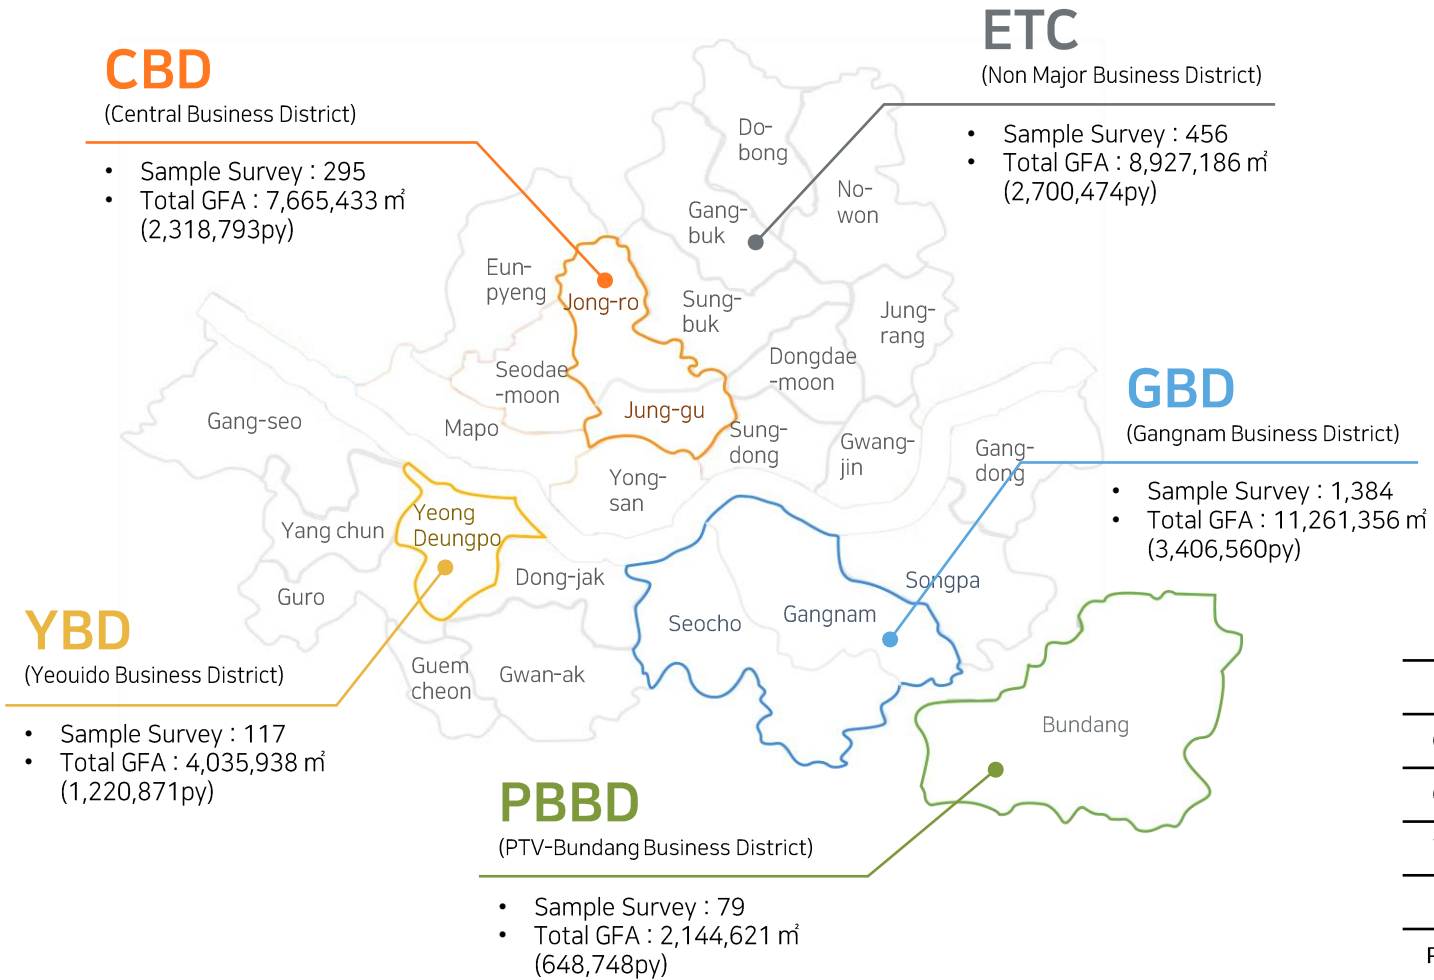 ETC
(Non Major Business District)
• Sample Survey : 456
• Total GFA : 8,927,186 ㎡
(2,700,474py)
CBD
(Central Business District)
• Sample Survey : 295
• Total GFA : 7,665,433 ㎡
(2,318,793py)
Do-
bong
No-
won
Gang-
buk
Eun-
pyeng
Jong-ro
Sung-
buk
Jung-
rang
Dongdae
-moon
Seodae
-moon
Gang-seo
Mapo
Jung-gu
Sung-
dong
Gwang-
jin
Gang-
dong
GBD
(Gangnam Business District)
• Sample Survey : 1,384
• Total GFA : 11,261,356 ㎡
(3,406,560py)
Yong-
san
Yang chun
Yeong
Deungpo
Dong-jak
Guro
Songpa
Seocho
Gangnam
Guem
cheon
Gwan-ak
YBD
(Yeouido Business District)
• Sample Survey : 117
• Total GFA : 4,035,938 ㎡
(1,220,871py)
Bundang
PBBD
(PTV-Bundang Business District)
• Sample Survey : 79
• Total GFA : 2,144,621 ㎡
(648,748py)